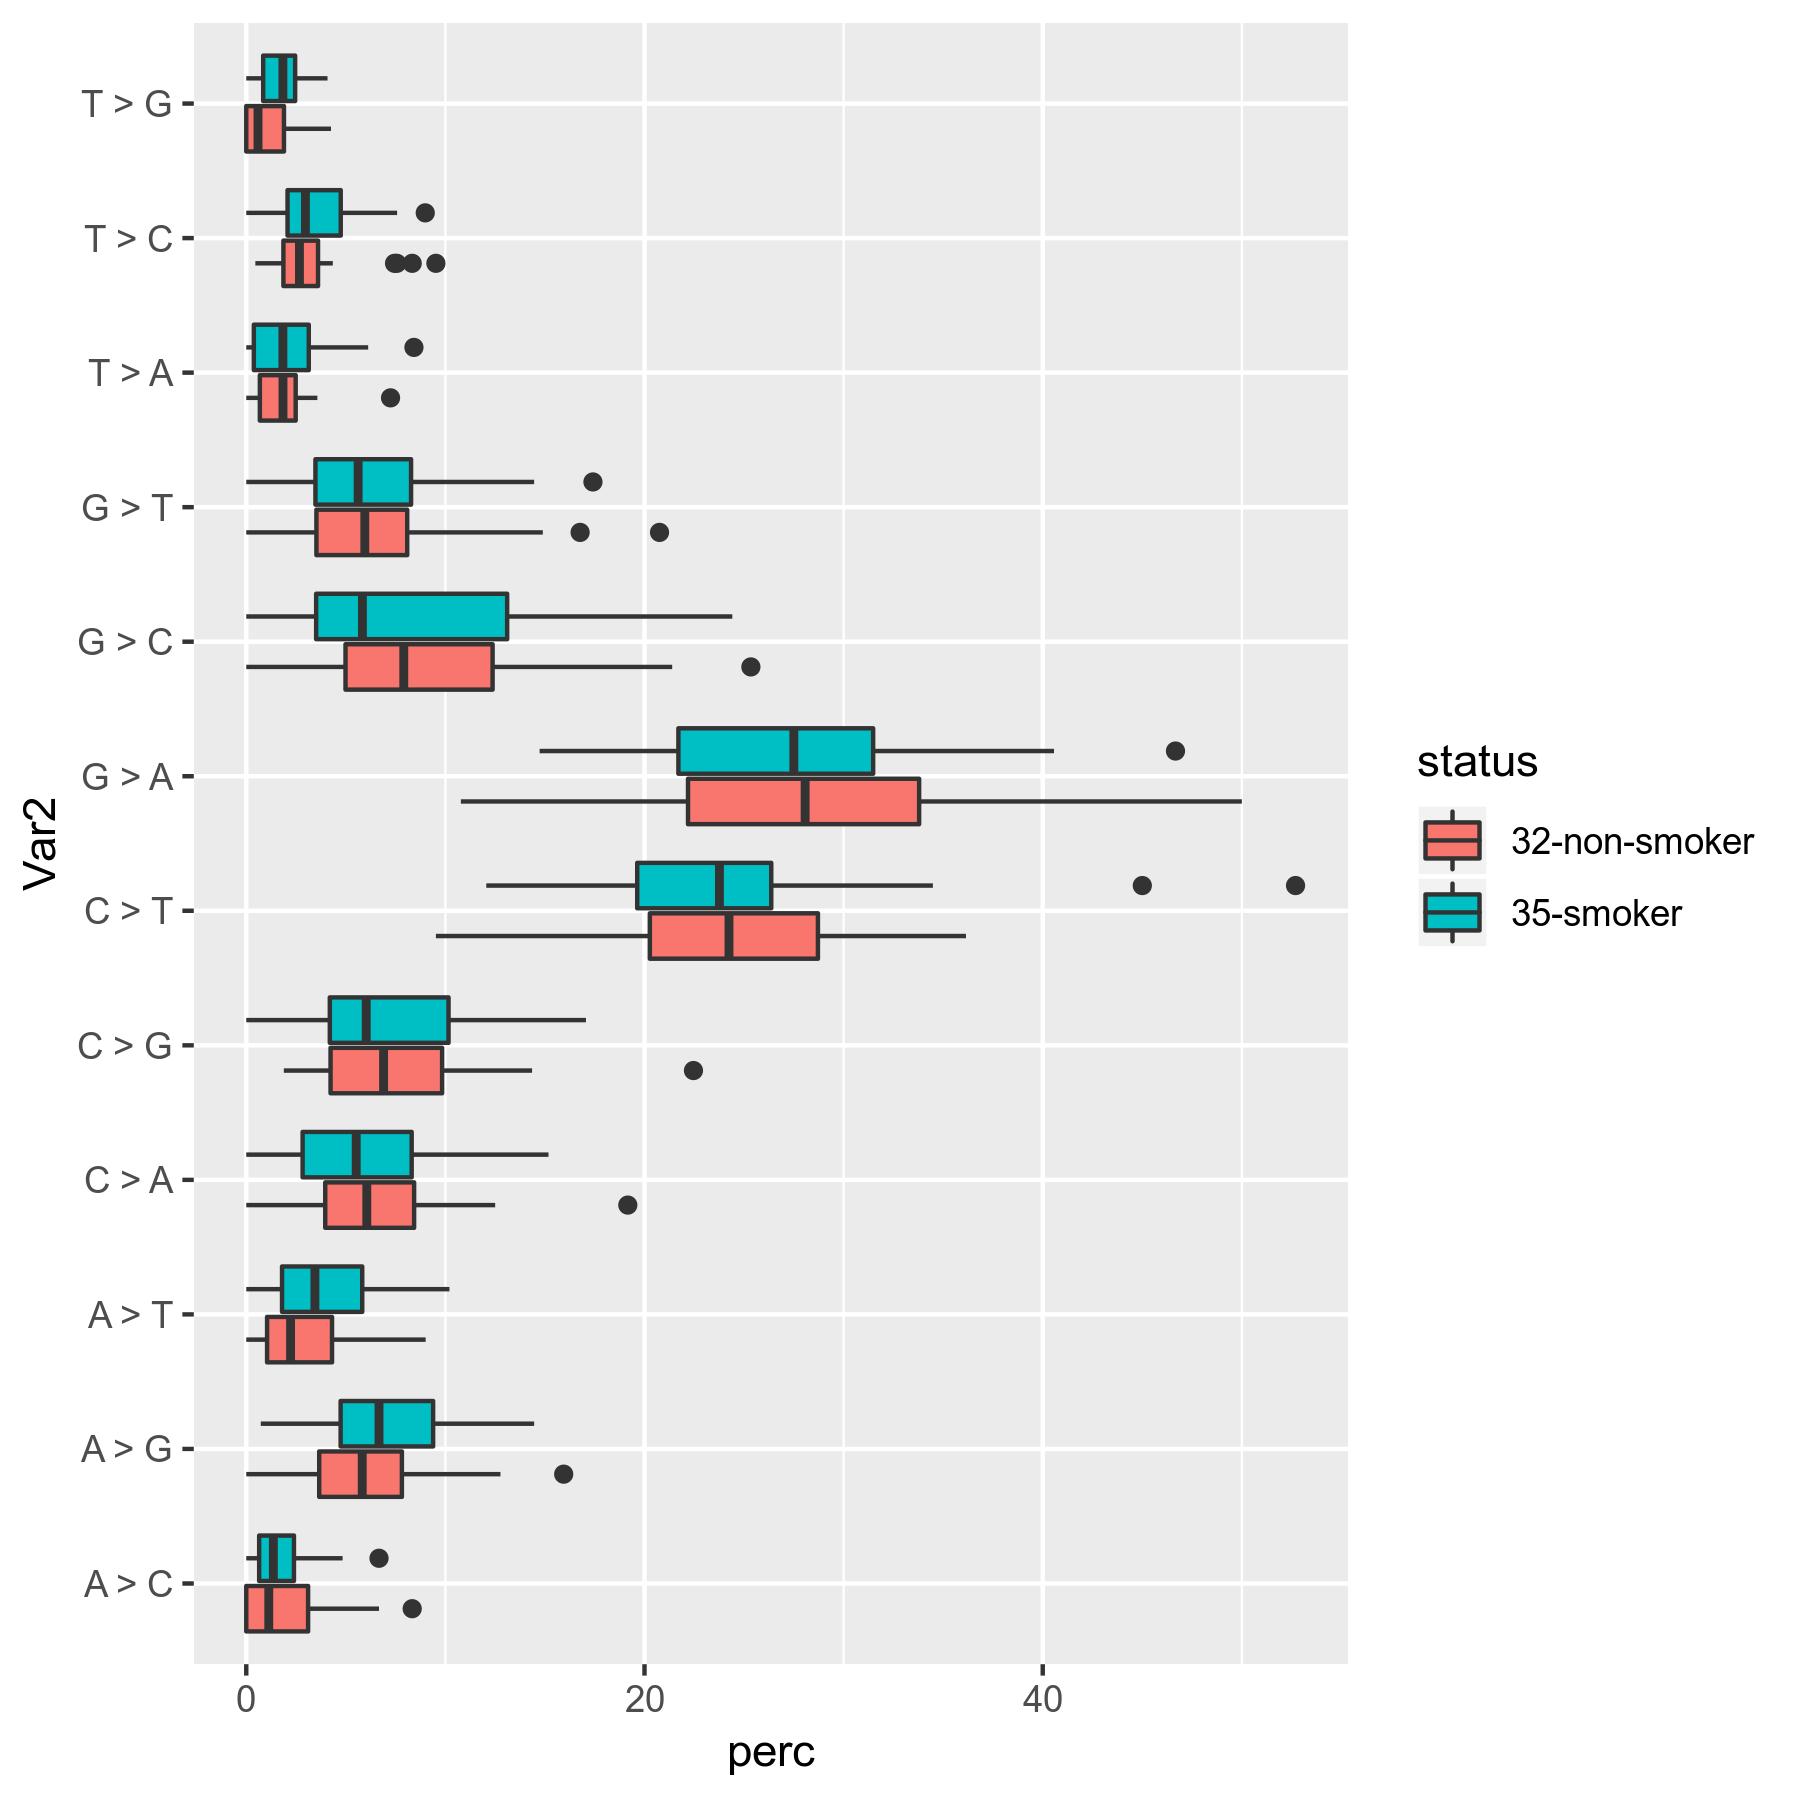 T > G
T > C
T > A
G > T
G > C
G > A
C > T
C > G
C > A
A > T
A > G
A > C
Var2
0 20 40
perc
status
32-non-smoker
35-smoker